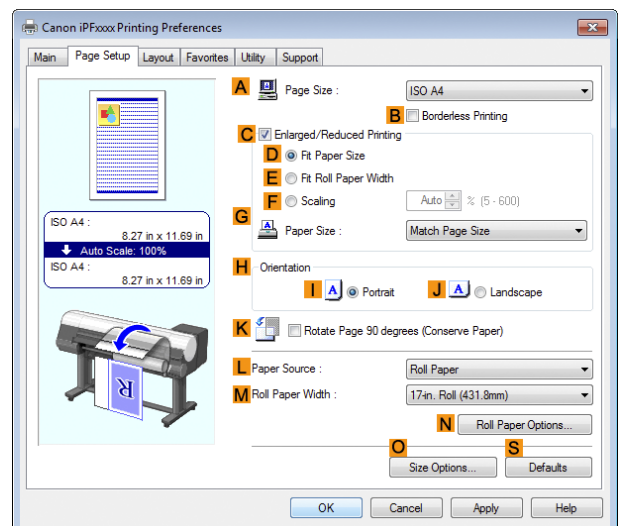 Canon iPFxxxx Printing Preferences
Main Page Setup Layout Favorites Utility Support
A Page Size : ISO A4
B Borderless Printing
C Enlarged/Reduced Printing
D Fit Paper Size
E Fit Roll Paper Width
F Scaling Auto % (5 - 600)
G Paper Size : Match Page Size
ISO A4 :
8.27 in x 11.69 in
Auto Scale: 100%
ISO A4 :
8.27 in x 11.69 in
H Orientation
I A Portrait J A Landscape
K Rotate Page 90 degrees (Conserve Paper)
R
L Paper Source : Roll Paper
M Roll Paper Width : 17-in. Roll (431.8mm)
N Roll Paper Options...
O S
Size Options... Defaults
OK Cancel Apply Help